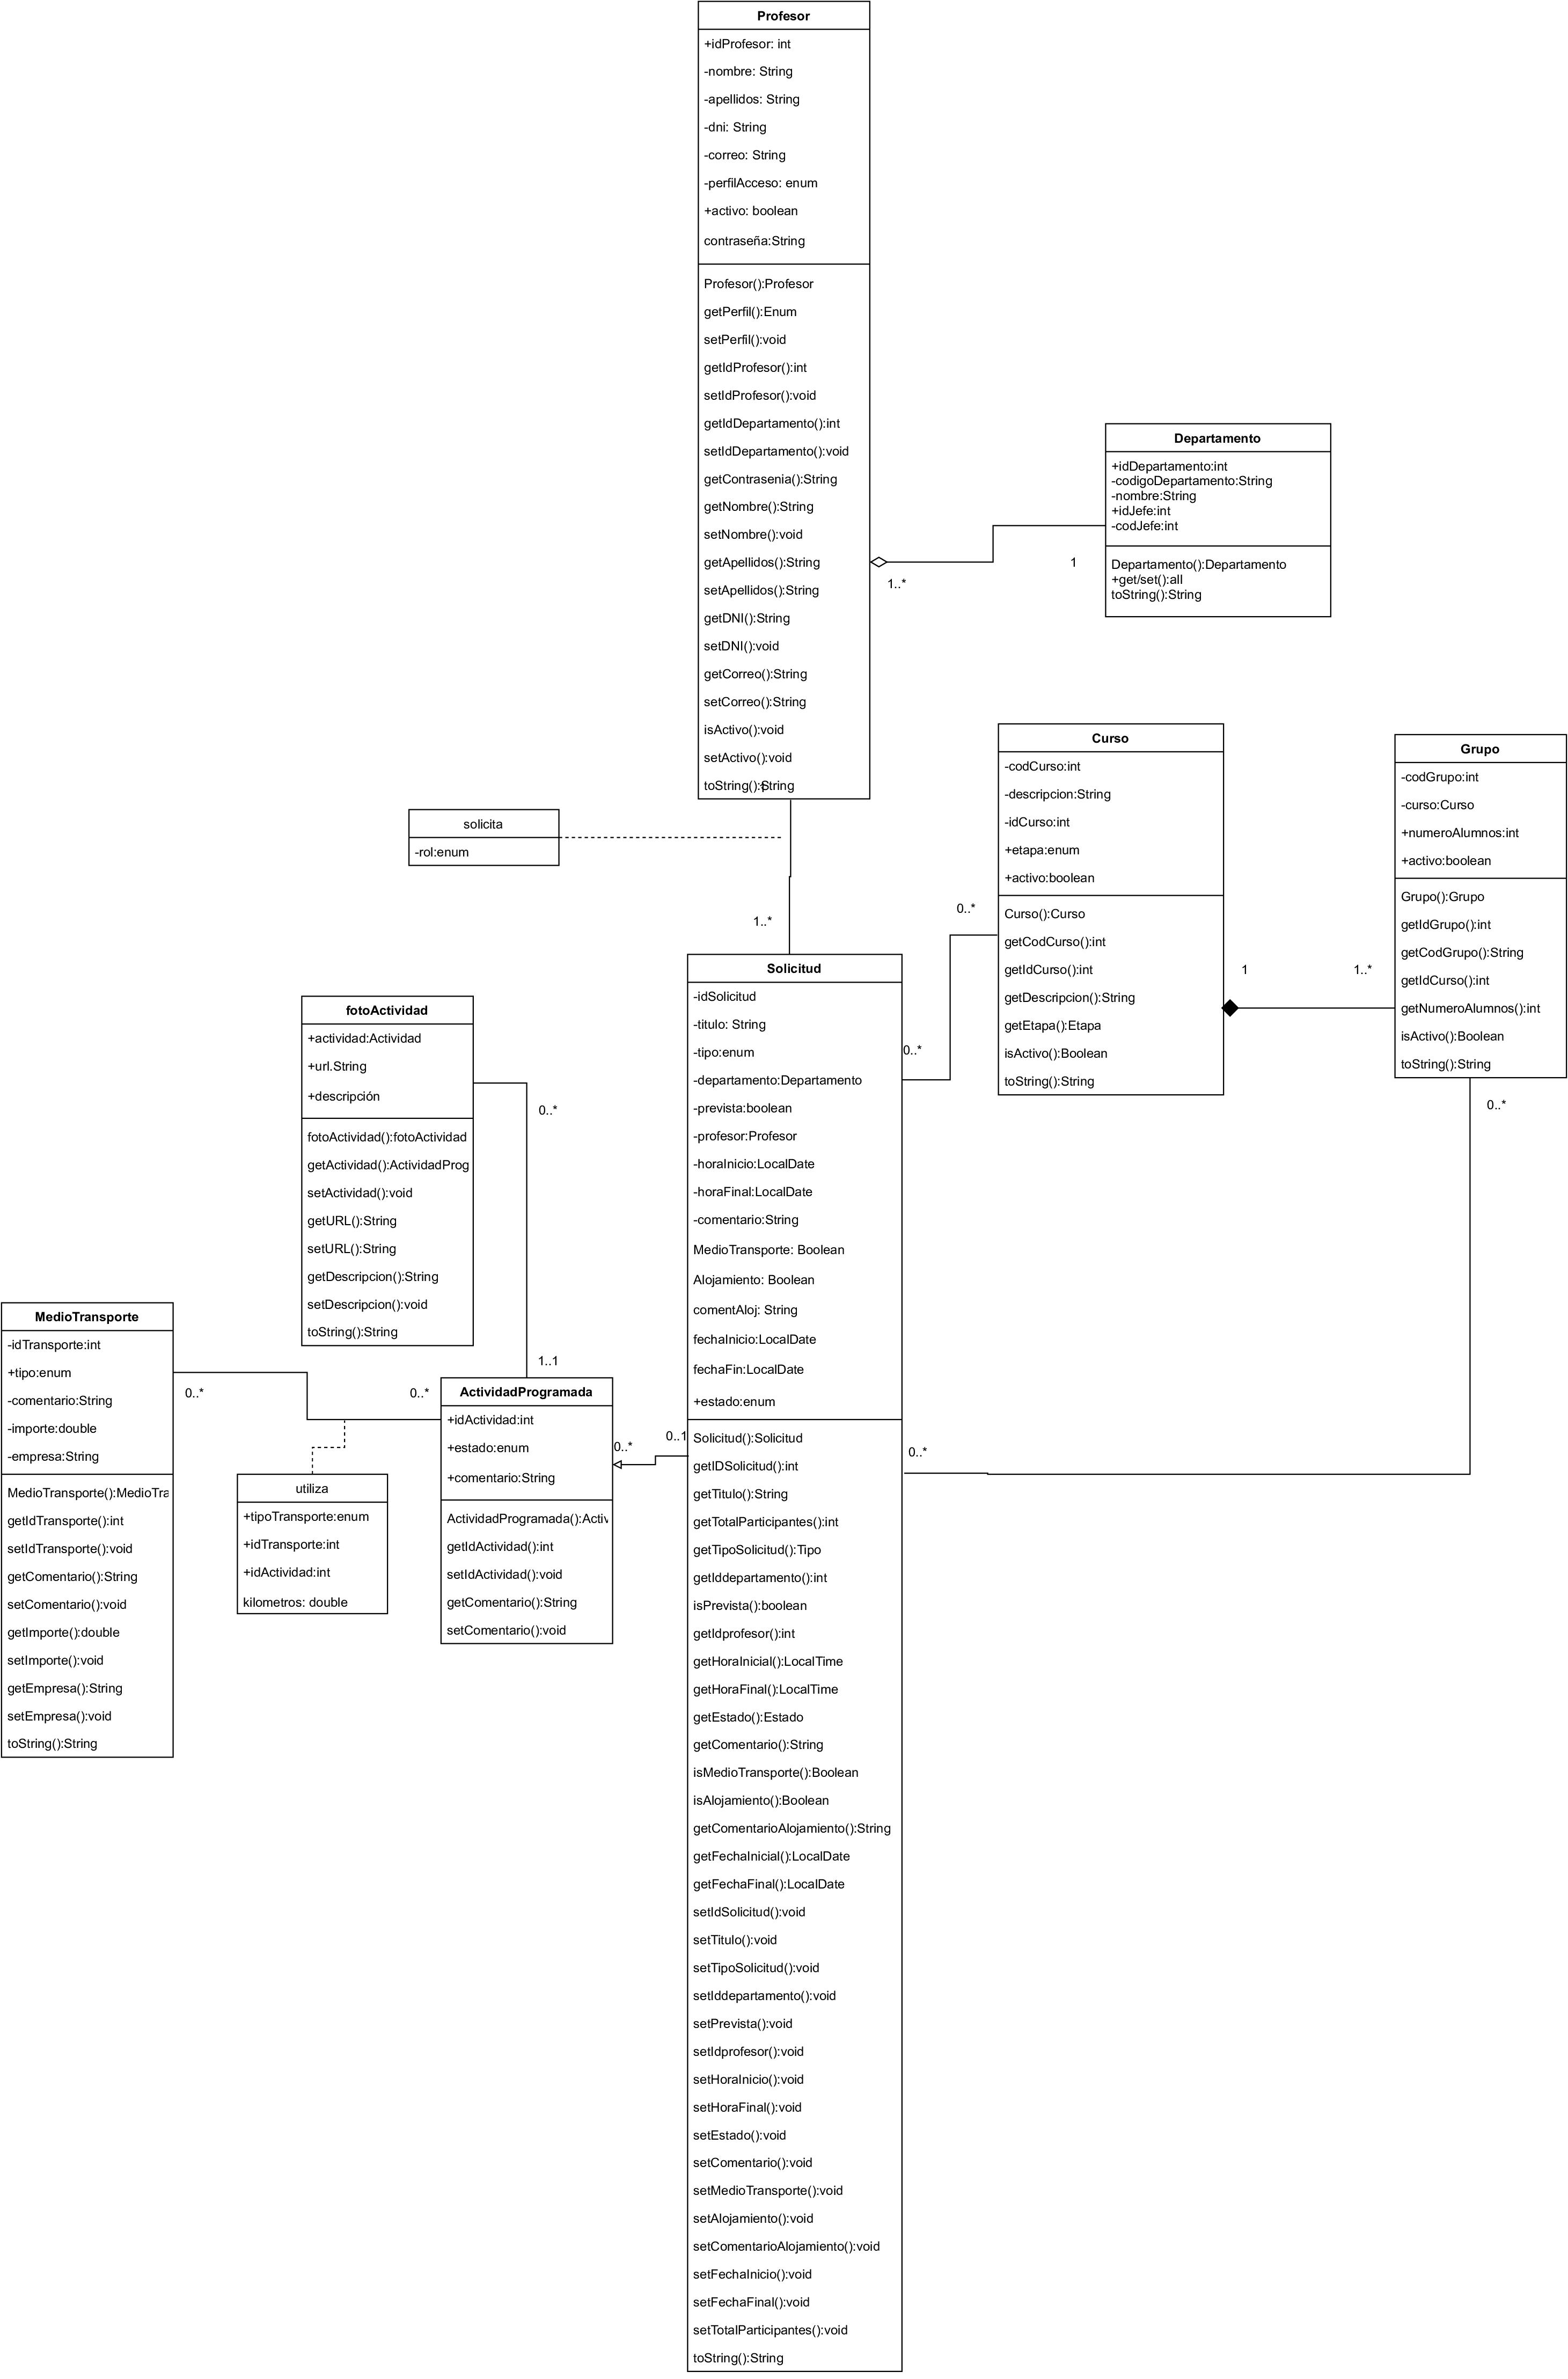 Profesor
+idProfesor: int
-nombre: String
-apellidos: String
-dni: String
-correo: String
-perfilAcceso: enum
+activo: boolean
contraseña:String
Profesor():Profesor
getPerfil():Enum
setPerfil():void
getIdProfesor():int
setIdProfesor():void
getIdDepartamento():int
setIdDepartamento():void
getContrasenia():String
getNombre():String
setNombre():void
getApellidos():String
setApellidos():String
getDNI():String
setDNI():void
getCorreo():String
setCorreo():String
isActivo():void
setActivo():void
toString():String
1..*
1
Departamento
+idDepartamento:int
-codigoDepartamento:String
-nombre:String
+idJefe:int
-codJefe:int
Departamento():Departamento
+get/set():all
toString():String
solicita
-rol:enum
1..*
Curso
-codCurso:int
-descripcion:String
-idCurso:int
+etapa:enum
+activo:boolean
Curso():Curso
getCodCurso():int
getIdCurso():int
getDescripcion():String
getEtapa():Etapa
isActivo():Boolean
toString():String
0..*
0..*
1
1..*
Grupo
-codGrupo:int
-curso:Curso
+numeroAlumnos:int
+activo:boolean
Grupo():Grupo
getIdGrupo():int
getCodGrupo():String
getIdCurso():int
getNumeroAlumnos():int
isActivo():Boolean
toString():String
0..*
0..*
fotoActividad
+actividad:Actividad
+url.String
+descripción
fotoActividad():fotoActividad
getActividad():ActividadProg
setActividad():void
getURL():String
setURL():String
getDescripcion():String
setDescripcion():void
toString():String
0..*
1..1
MedioTransporte
-idTransporte:int
+tipo:enum
-comentario:String
-importe:double
-empresa:String
MedioTransporte():MedioTra
getIdTransporte():int
setIdTransporte():void
getComentario():String
setComentario():void
getImporte():double
setImporte():void
getEmpresa():String
setEmpresa():void
toString():String
0..*
0..*
utiliza
+tipoTransporte:enum
+idTransporte:int
+idActividad:int
kilometros: double
ActividadProgramada
+idActividad:int
+estado:enum
+comentario:String
ActividadProgramada():Activ
getIdActividad():int
setIdActividad():void
getComentario():String
setComentario():void
0..*
0..1
Solicitud
-idSolicitud
-titulo: String
-tipo:enum
-departamento:Departamento
-prevista:boolean
-profesor:Profesor
-horaInicio:LocalDate
-horaFinal:LocalDate
-comentario:String
MedioTransporte: Boolean
Alojamiento: Boolean
comentAloj: String
fechaInicio:LocalDate
fechaFin:LocalDate
+estado:enum
Solicitud():Solicitud
getIDSolicitud():int
getTitulo():String
getTotalParticipantes():int
getTipoSolicitud():Tipo
getIddepartamento():int
isPrevista():boolean
getIdprofesor():int
getHoraInicial():LocalTime
getHoraFinal():LocalTime
getEstado():Estado
getComentario():String
isMedioTransporte():Boolean
isAlojamiento():Boolean
getComentarioAlojamiento():String
getFechaInicial():LocalDate
getFechaFinal():LocalDate
setIdSolicitud():void
setTitulo():void
setTipoSolicitud():void
setIddepartamento():void
setPrevista():void
setIdprofesor():void
setHoraInicio():void
setHoraFinal():void
setEstado():void
setComentario():void
setMedioTransporte():void
setAlojamiento():void
setComentarioAlojamiento():void
setFechaInicio():void
setFechaFinal():void
setTotalParticipantes():void
toString():String